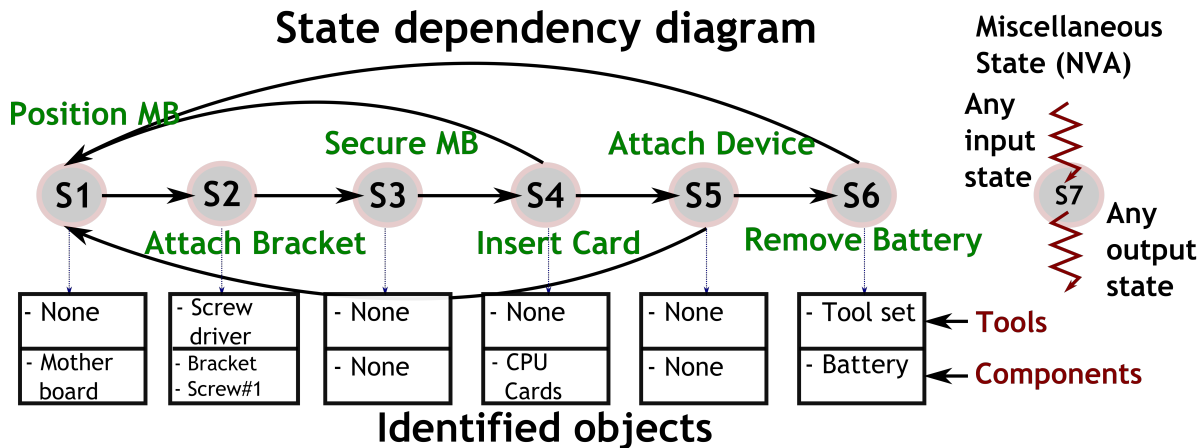 State dependency diagram
Miscellaneous
State (NVA)
Position MB
Secure MB
Attach Device
Any
input
state
S1
S2
S3
S4
S5
S6
S7
Attach Bracket
Insert Card
Remove Battery
Any
output
state
- None
- Mother
board
- Screw
driver
- Bracket
- Screw#1
- None
- None
- None
- CPU
Cards
- None
- None
- Tool set
- Battery
Tools
Components
Identified objects